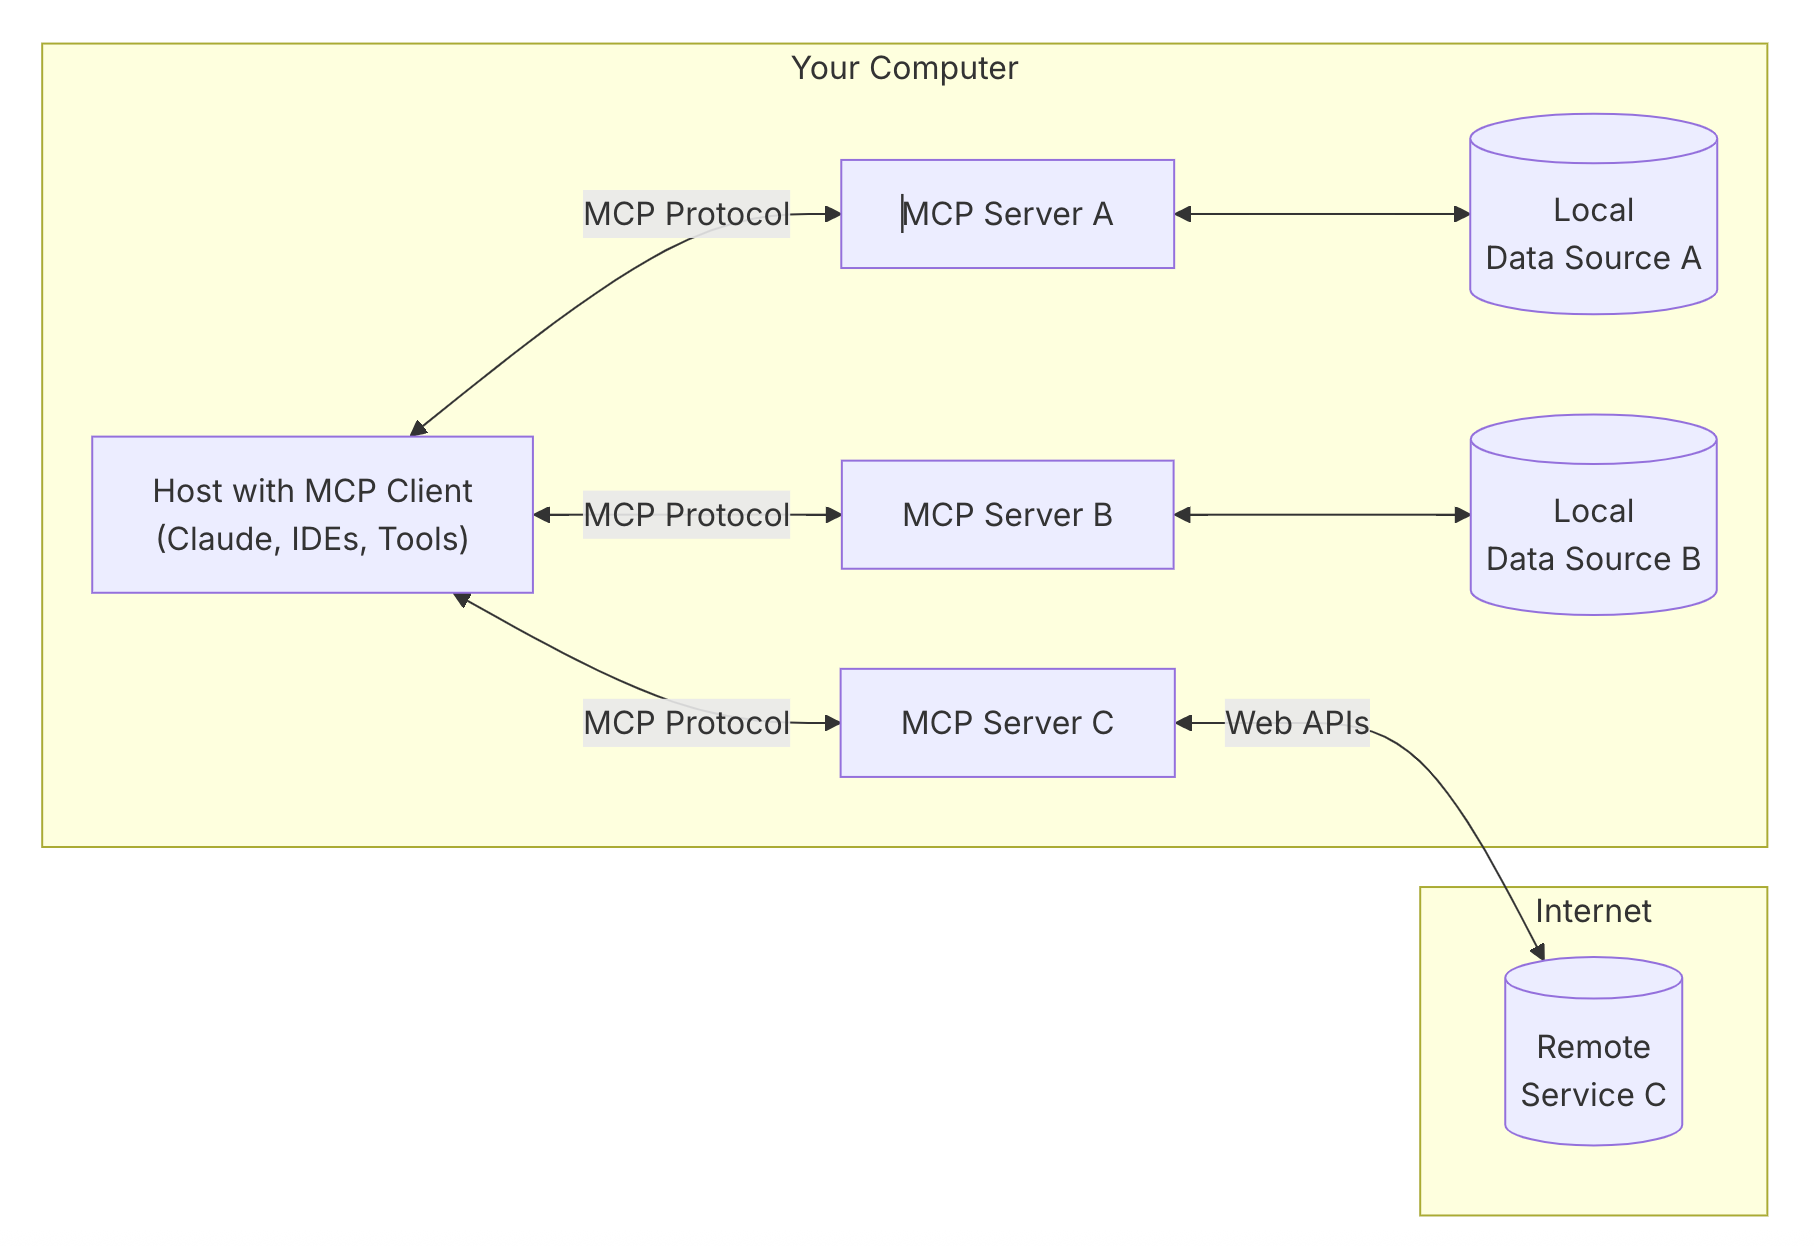 Your Computer
MCP Protocol
MCP Server A
Local
Data Source A
Host with MCP Client
(Claude, IDEs, Tools)
MCP Protocol
MCP Server B
Local
Data Source B
MCP Protocol
MCP Server C
Web APIs
Internet
Remote
Service C